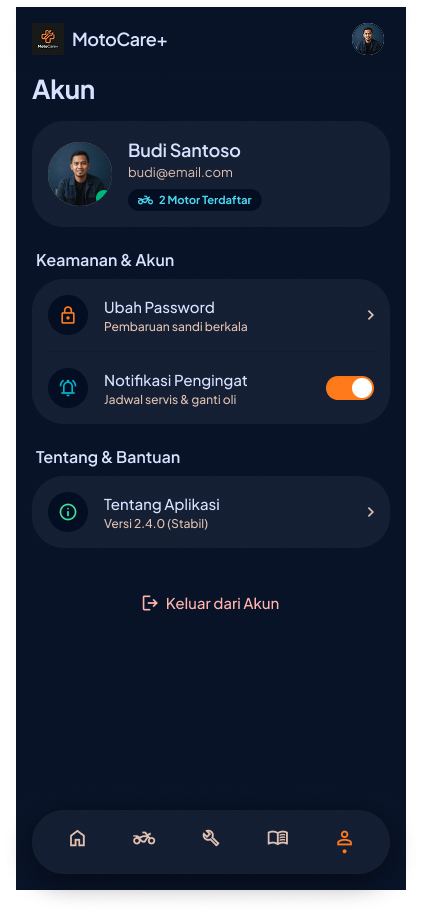 MotoCare+
MotoCare+
Akun
Budi Santoso
budi@email.com
2 Motor Terdaftar
Keamanan & Akun
Ubah Password
Pembaruan sandi berkala
Notifikasi Pengingat
Jadwal servis & ganti oli
Tentang & Bantuan
Tentang Aplikasi
Versi 2.4.0 (Stabil)
Keluar dari Akun